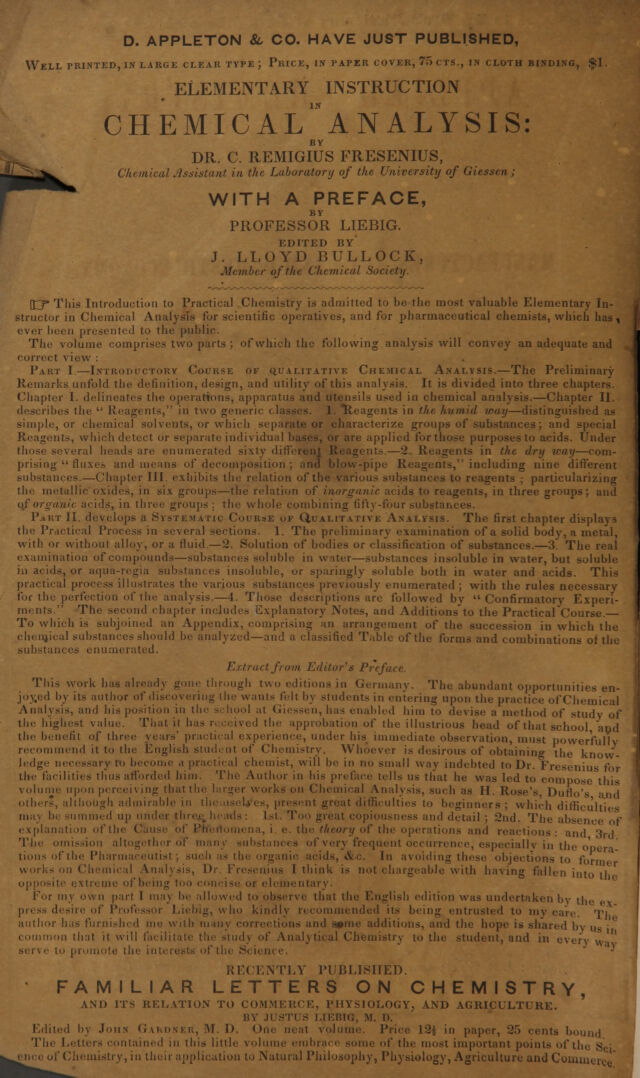 D. APPLETON & CO. HAVE JUST PUBLISHED,
WELL PRINTED, IN LARGE CLEAR TYPE; PRICE, IN PAPER COVER, 75 CTS., IN CLOTH BINDING, $1.
ELEMENTARY INSTRUCTION
IN
CHEMICAL ANALYSIS:
BY
DR. C. REMIGIUS FRESENIUS,
Chemical Assistant in the Laboratory of the University of Giessen;
WITH A PREFACE,
BY
PROFESSOR LIEBIG.
EDITED BY
J. LLOYD BULLOCK,
Member of the Chemical Society.
☞ This Introduction to Practical Chemistry is admitted to be the most valuable Elementary In-
structor in Chemical Analysis for scientific operatives, and for pharmaceutical chemists, which has
ever been presented to the public.
The volume comprises two parts; of which the following analysis will convey an adequate and
correct view:
PART I.—INTRODUCTORY COURSE OF QUALITATIVE CHEMICAL ANALYSIS.—The Preliminary
Remarks unfold the definition, design, and utility of this analysis. It is divided into three chapters.
Chapter I. delineates the operations, apparatus and utensils used in chemical analysis.—Chapter II.
describes the "Reagents," in two generic classes. 1. Reagents in the humid way—distinguished as
simple, or chemical solvents, or which separate or characterize groups of substances; and special
Reagents, which detect or separate individual bases, or are applied for those purposes to acids. Under
those several heads are enumerated sixty different Reagents.—2. Reagents in the dry way—com-
prising "fluxes and means of decomposition; and blow-pipe Reagents," including nine different
substances.—Chapter III. exhibits the relation of the various substances to reagents; particularizing
the metallic oxides, in six groups—the relation of inorganic acids to reagents, in three groups; and
of organic acids, in three groups; the whole combining fifty-four substances.
PART II. develops a SYSTEMATIC COURSE OF QUALITATIVE ANALYSIS. The first chapter displays
the Practical Process in several sections. 1. The preliminary examination of a solid body, a metal,
with or without alloy, or a fluid.—2. Solution of bodies or classification of substances.—3. The real
examination of compounds—substances soluble in water—substances insoluble in water, but soluble
in acids, or aqua-regia substances insoluble, or sparingly soluble both in water and acids. This
practical process illustrates the various substances previously enumerated; with the rules necessary
for the perfection of the analysis.—4. Those descriptions are followed by "Confirmatory Experi-
ments." The second chapter includes Explanatory Notes, and Additions to the Practical Course.—
To which is subjoined an Appendix, comprising an arrangement of the succession in which the
chemical substances should be analyzed—and a classified Table of the forms and combinations of the
substances enumerated.
Extract from Editor's Preface.
This work has already gone through two editions in Germany. The abundant opportunities en-
joyed by its author of discovering the wants felt by students in entering upon the practice of Chemical
Analysis, and his position in the school at Giessen, has enabled him to devise a method of study of
the highest value. That it has received the approbation of the illustrious head of that school, and
the benefit of three years' practical experience, under his immediate observation, must powerfully
recommend it to the English student of Chemistry. Whoever is desirous of obtaining the know-
ledge necessary to become a practical chemist, will be in no small way indebted to Dr. Fresenius for
the facilities thus afforded him. The Author in his preface tells us that he was led to compose this
volume upon perceiving that the larger works on Chemical Analysis, such as H. Rose's, Duflo's, and
others, although admirable in themselves, present great difficulties to beginners; which difficulties
may be summed up under three heads: 1st. Too great copiousness and detail; 2nd. The absence of
explanation of the Cause of Phenomena, i. e. the theory of the operations and reactions: and, 3rd.
The omission altogether of many substances of very frequent occurrence, especially in the opera-
tions of the Pharmaceutist; such as the organic acids, &c. In avoiding these objections to former
works on Chemical Analysis, Dr. Fresenius I think is not chargeable with having fallen into the
opposite extreme of being too concise or elementary.
For my own part I may be allowed to observe that the English edition was undertaken by the ex-
press desire of Professor Liebig, who kindly recommended its being entrusted to my care. The
author has furnished me with many corrections and some additions, and the hope is shared by us in
common that it will facilitate the study of Analytical Chemistry to the student, and in every way
serve to promote the interests of the Science.
RECENTLY PUBLISHED.
FAMILIAR LETTERS ON CHEMISTRY,
AND ITS RELATION TO COMMERCE, PHYSIOLOGY, AND AGRICULTURE.
BY JUSTUS LIEBIG, M. D.
Edited by JOHN GARDNER, M. D. One neat volume. Price 12½ in paper, 25 cents bound.
The Letters contained in this little volume embrace some of the most important points of the Sci-
ence of Chemistry, in their application to Natural Philosophy, Physiology, Agriculture and Commerce.